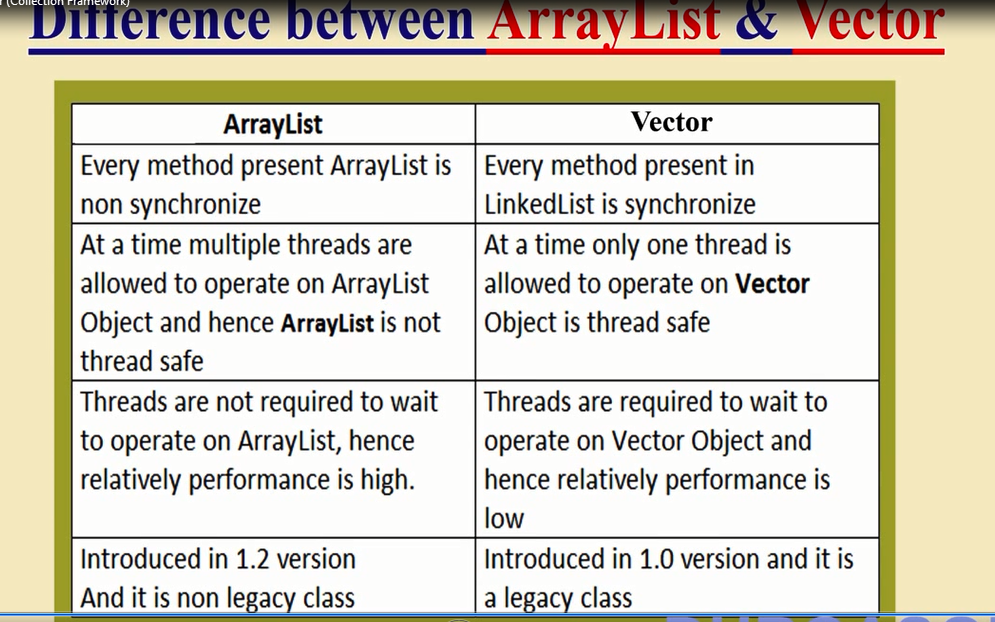 r (Collection Framework)
Difference between ArrayList & Vector
ArrayList
Vector
Every method present ArrayList is
non synchronize
Every method present in
LinkedList is synchronize
At a time multiple threads are
allowed to operate on ArrayList
Object and hence ArrayList is not
thread safe
At a time only one thread is
allowed to operate on Vector
Object is thread safe
Threads are not required to wait
to operate on ArrayList, hence
relatively performance is high.
Threads are required to wait to
operate on Vector Object and
hence relatively performance is
low
Introduced in 1.2 version
And it is non legacy class
Introduced in 1.0 version and it is
a legacy class